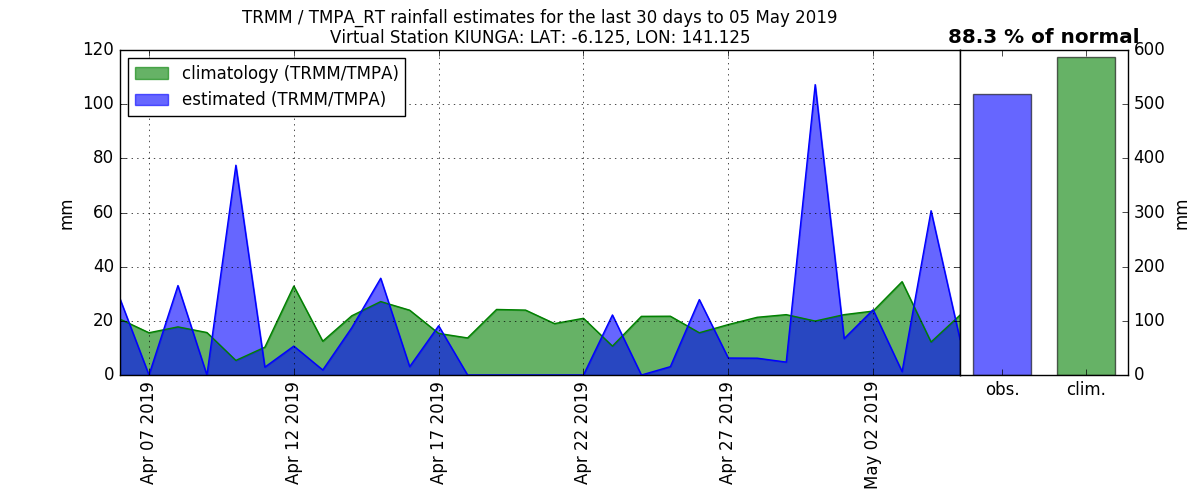 TRMM / TMPA_RT rainfall estimates for the last 30 days to 05 May 2019
Virtual Station KIUNGA: LAT: -6.125, LON: 141.125
88.3 % of normal
climatology (TRMM/TMPA)
estimated (TRMM/TMPA)
120
100
80
60
40
20
0
mm
600
500
400
300
200
100
0
mm
Apr 07 2019
Apr 12 2019
Apr 17 2019
Apr 22 2019
Apr 27 2019
May 02 2019
obs.
clim.